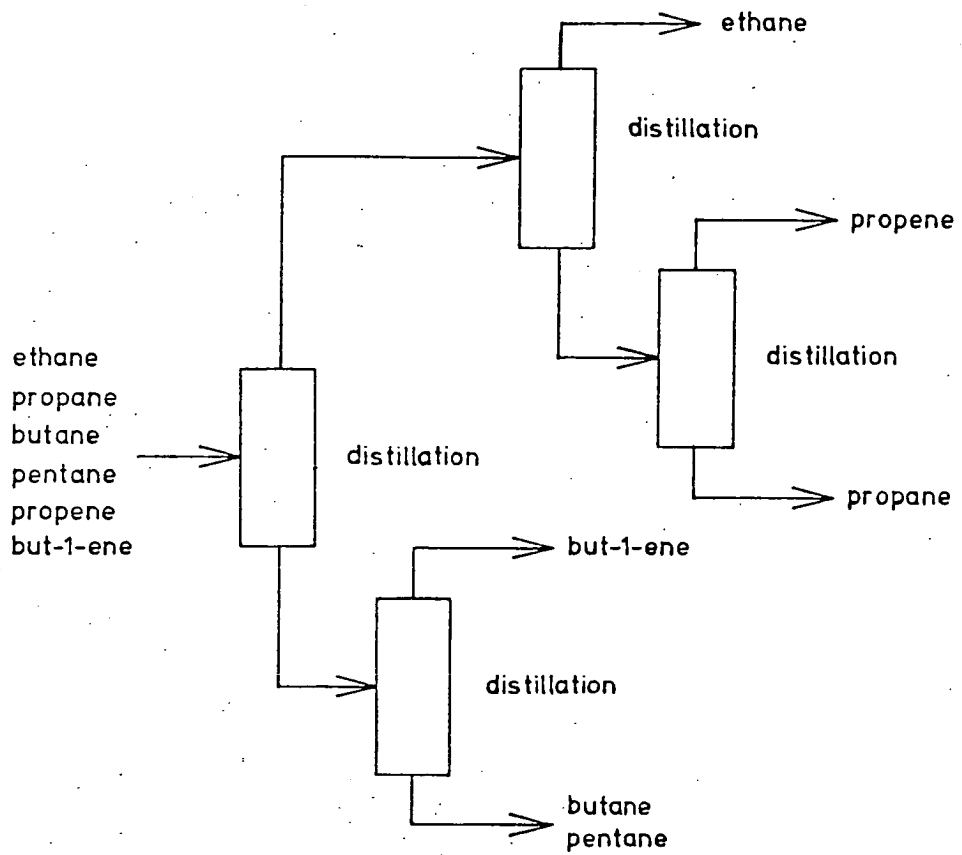 ethane
distillation
propene
distillation
propane
ethane
propane
butane
pentane
propene
but-1-ene
distillation
but-1-ene
distillation
butane
pentane